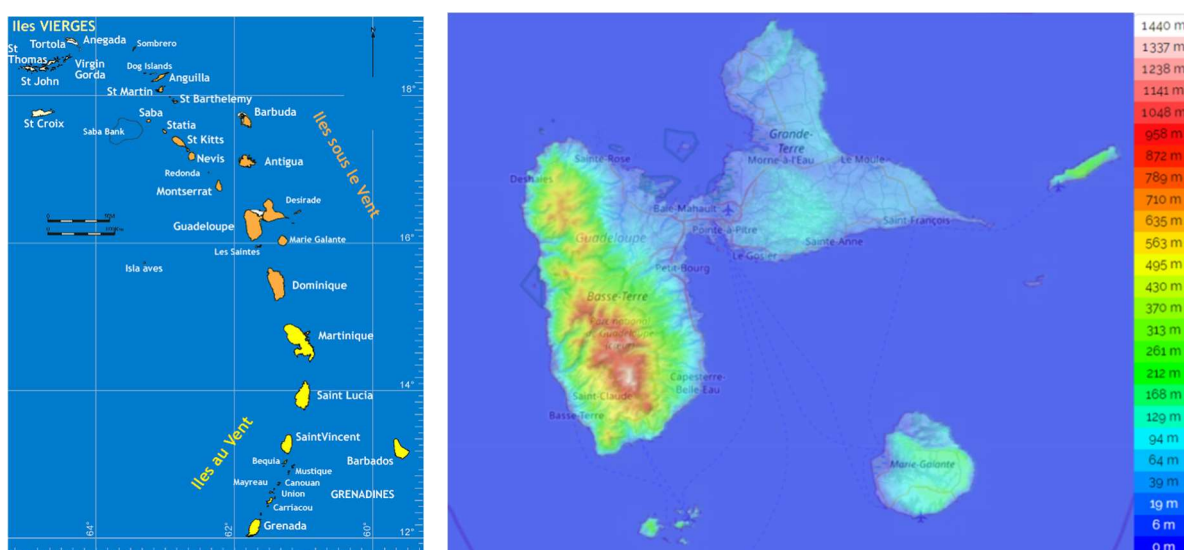 Iles VIERGES
Anegada
Tortola
Sombrero
St
Thomas
Virgin
Gorda
Dog Islands
Anguilla
St John
St Martin
18°
St Barthelemy
Saba
Barbuda
St Croix
Statia
Saba Bank
St Kitts
Iles sous le Vent
Nevis
Antigua
Redonda
Montserrat
Desirade
Guadeloupe
Marie Galante
16°
Les Saintes
Isla aves
Dominique
Martinique
14°
Saint Lucia
SaintVincent
Iles au Vent
Barbados
Bequia
Mustique
Mayreau
Canouan
Union
GRENADINES
Carriacou
Grenada
64°
62°
60°
12°
Grande-
Terre
Sainte-Rose
Morne-à-l'Eau
Le Moule
Deshaies
Baie-Mahault
Saint-François
Pointe-à-Pitre
Guadeloupe
Sainte-Anne
Le Gosier
Petit-Bourg
Basse-Terre
Parc national
de Guadeloupe
Capesterre-
Belle-Eau
Saint-Claude
Basse-Terre
Marie-Galante
1440 m
1337 m
1238 m
1141 m
1048 m
958 m
872 m
789 m
710 m
635 m
563 m
495 m
430 m
370 m
313 m
261 m
212 m
168 m
129 m
94 m
64 m
39 m
19 m
6 m
0 m